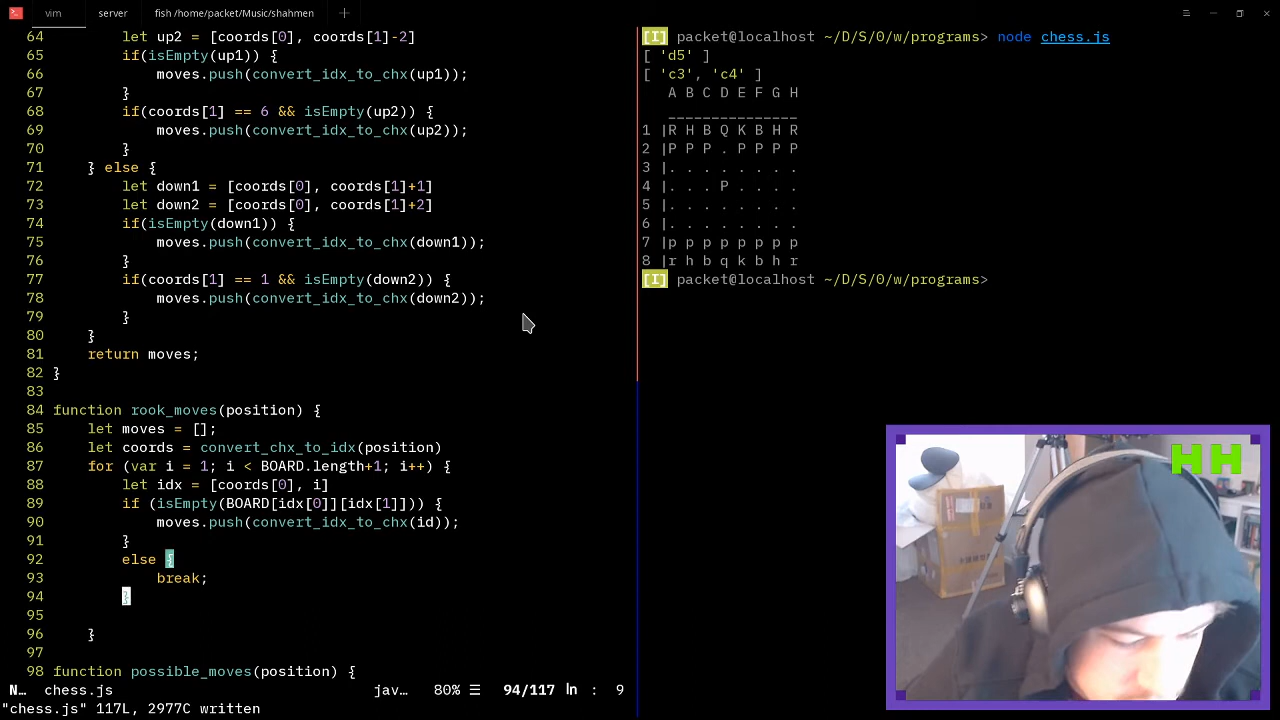 vim server fish /home/packet/Music/shahmen
64 let up2 = [coords[0], coords[1]-2]
65 if(isEmpty(up1)) {
66 moves.push(convert_idx_to_chx(up1));
67 }
68 if(coords[1] == 6 && isEmpty(up2)) {
69 moves.push(convert_idx_to_chx(up2));
70 }
71 } else {
72 let down1 = [coords[0], coords[1]+1]
73 let down2 = [coords[0], coords[1]+2]
74 if(isEmpty(down1)) {
75 moves.push(convert_idx_to_chx(down1));
76 }
77 if(coords[1] == 1 && isEmpty(down2)) {
78 moves.push(convert_idx_to_chx(down2));
79 }
80 }
81 return moves;
82 }
83
84 function rook_moves(position) {
85 let moves = [];
86 let coords = convert_chx_to_idx(position)
87 for (var i = 1; i < BOARD.length+1; i++) {
88 let idx = [coords[0], i]
89 if (isEmpty(BOARD[idx[0]][idx[1]])) {
90 moves.push(convert_idx_to_chx(id));
91 }
92 else {
93 break;
94 }
95
96 }
97
98 function possible_moves(position) {
N… chess.js jav… 80% ☰ 94/117 ln : 9
"chess.js" 117L, 2977C written
[I] packet@localhost ~/D/S/0/w/programs> node chess.js
[ 'd5' ]
[ 'c3', 'c4' ]
A B C D E F G H
_______________
1 |R H B Q K B H R
2 |P P P . P P P P
3 |. . . . . . . .
4 |. . . P . . . .
5 |. . . . . . . .
6 |. . . . . . . .
7 |p p p p p p p p
8 |r h b q k b h r
[I] packet@localhost ~/D/S/0/w/programs>
HH